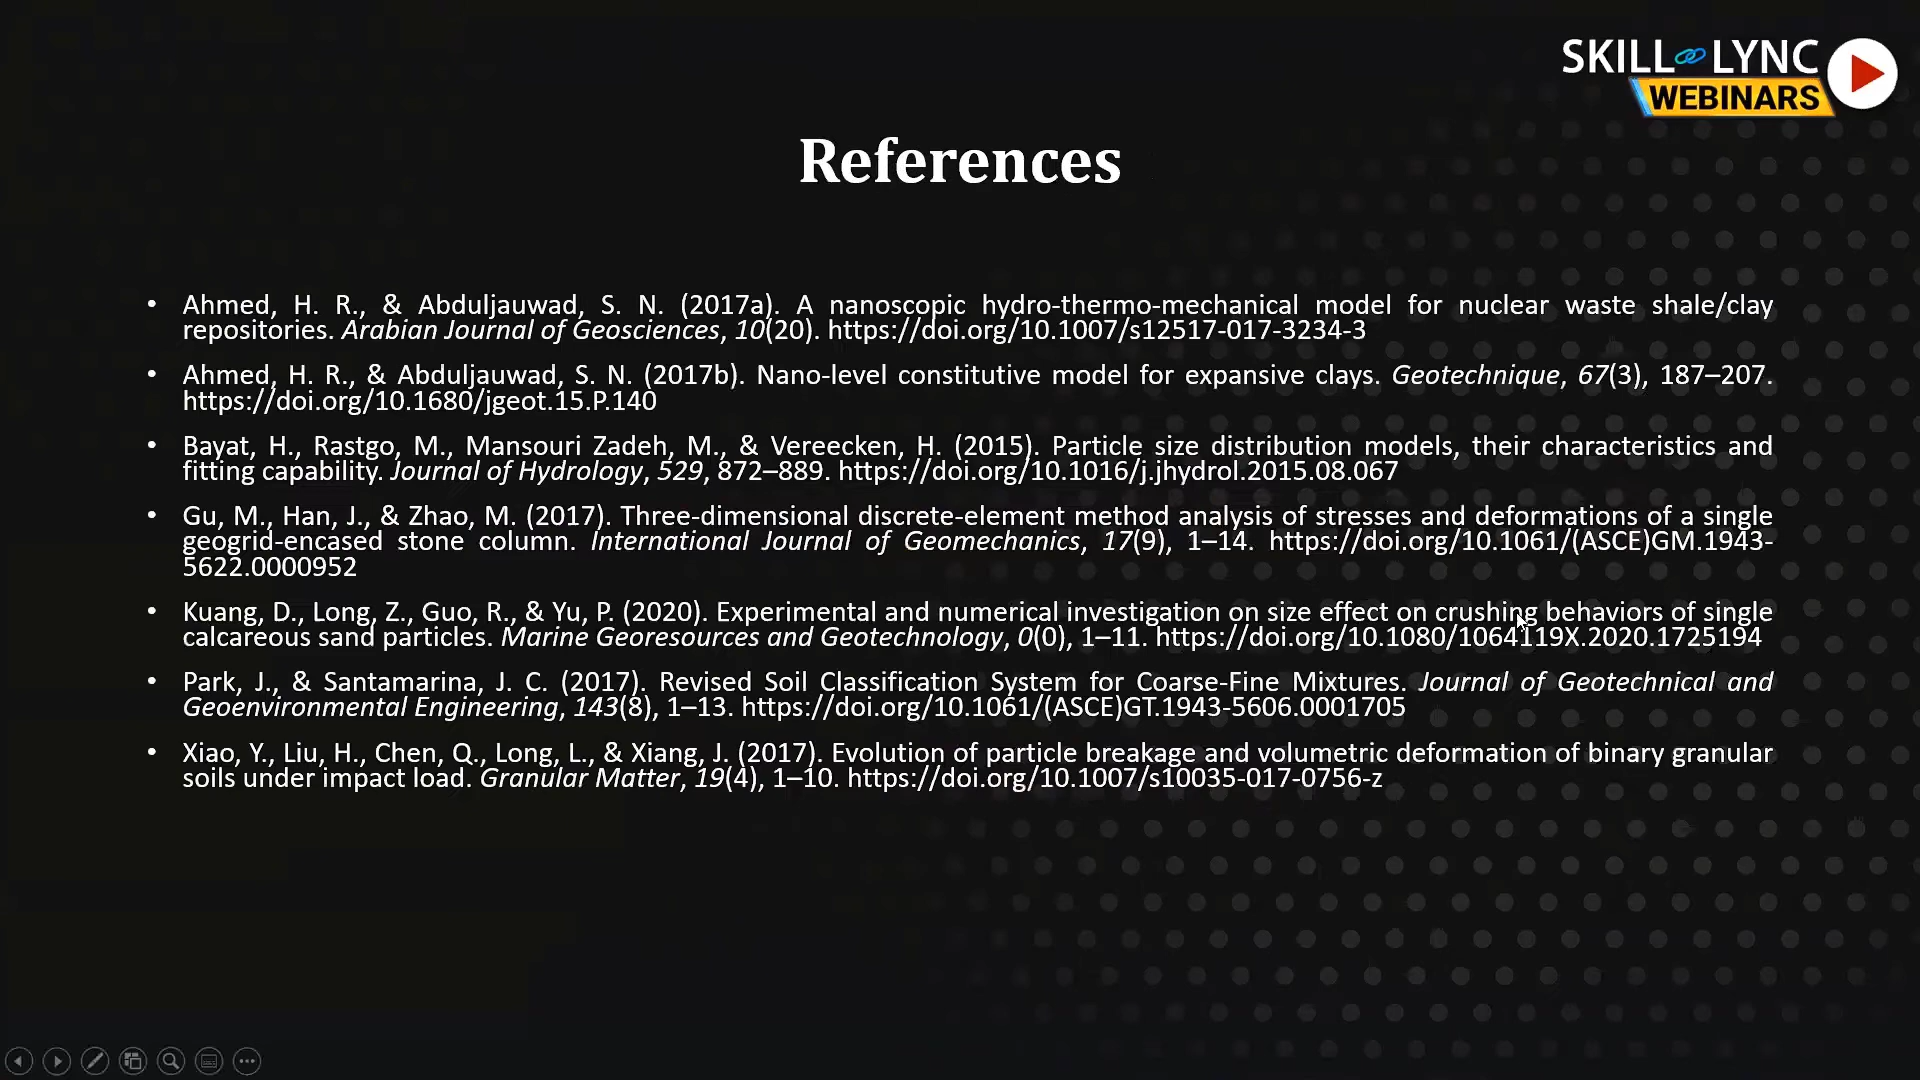 SKILL LYNC
WEBINARS
References
• Ahmed, H. R., & Abduljauwad, S. N. (2017a). A nanoscopic hydro-thermo-mechanical model for nuclear waste shale/clay
repositories. Arabian Journal of Geosciences, 10(20). https://doi.org/10.1007/s12517-017-3234-3
• Ahmed, H. R., & Abduljauwad, S. N. (2017b). Nano-level constitutive model for expansive clays. Geotechnique, 67(3), 187–207.
https://doi.org/10.1680/jgeot.15.P.140
• Bayat, H., Rastgo, M., Mansouri Zadeh, M., & Vereecken, H. (2015). Particle size distribution models, their characteristics and
fitting capability. Journal of Hydrology, 529, 872–889. https://doi.org/10.1016/j.jhydrol.2015.08.067
• Gu, M., Han, J., & Zhao, M. (2017). Three-dimensional discrete-element method analysis of stresses and deformations of a single
geogrid-encased stone column. International Journal of Geomechanics, 17(9), 1–14. https://doi.org/10.1061/(ASCE)GM.1943-
5622.0000952
• Kuang, D., Long, Z., Guo, R., & Yu, P. (2020). Experimental and numerical investigation on size effect on crushing behaviors of single
calcareous sand particles. Marine Georesources and Geotechnology, 0(0), 1–11. https://doi.org/10.1080/1064119X.2020.1725194
• Park, J., & Santamarina, J. C. (2017). Revised Soil Classification System for Coarse-Fine Mixtures. Journal of Geotechnical and
Geoenvironmental Engineering, 143(8), 1–13. https://doi.org/10.1061/(ASCE)GT.1943-5606.0001705
• Xiao, Y., Liu, H., Chen, Q., Long, L., & Xiang, J. (2017). Evolution of particle breakage and volumetric deformation of binary granular
soils under impact load. Granular Matter, 19(4), 1–10. https://doi.org/10.1007/s10035-017-0756-z